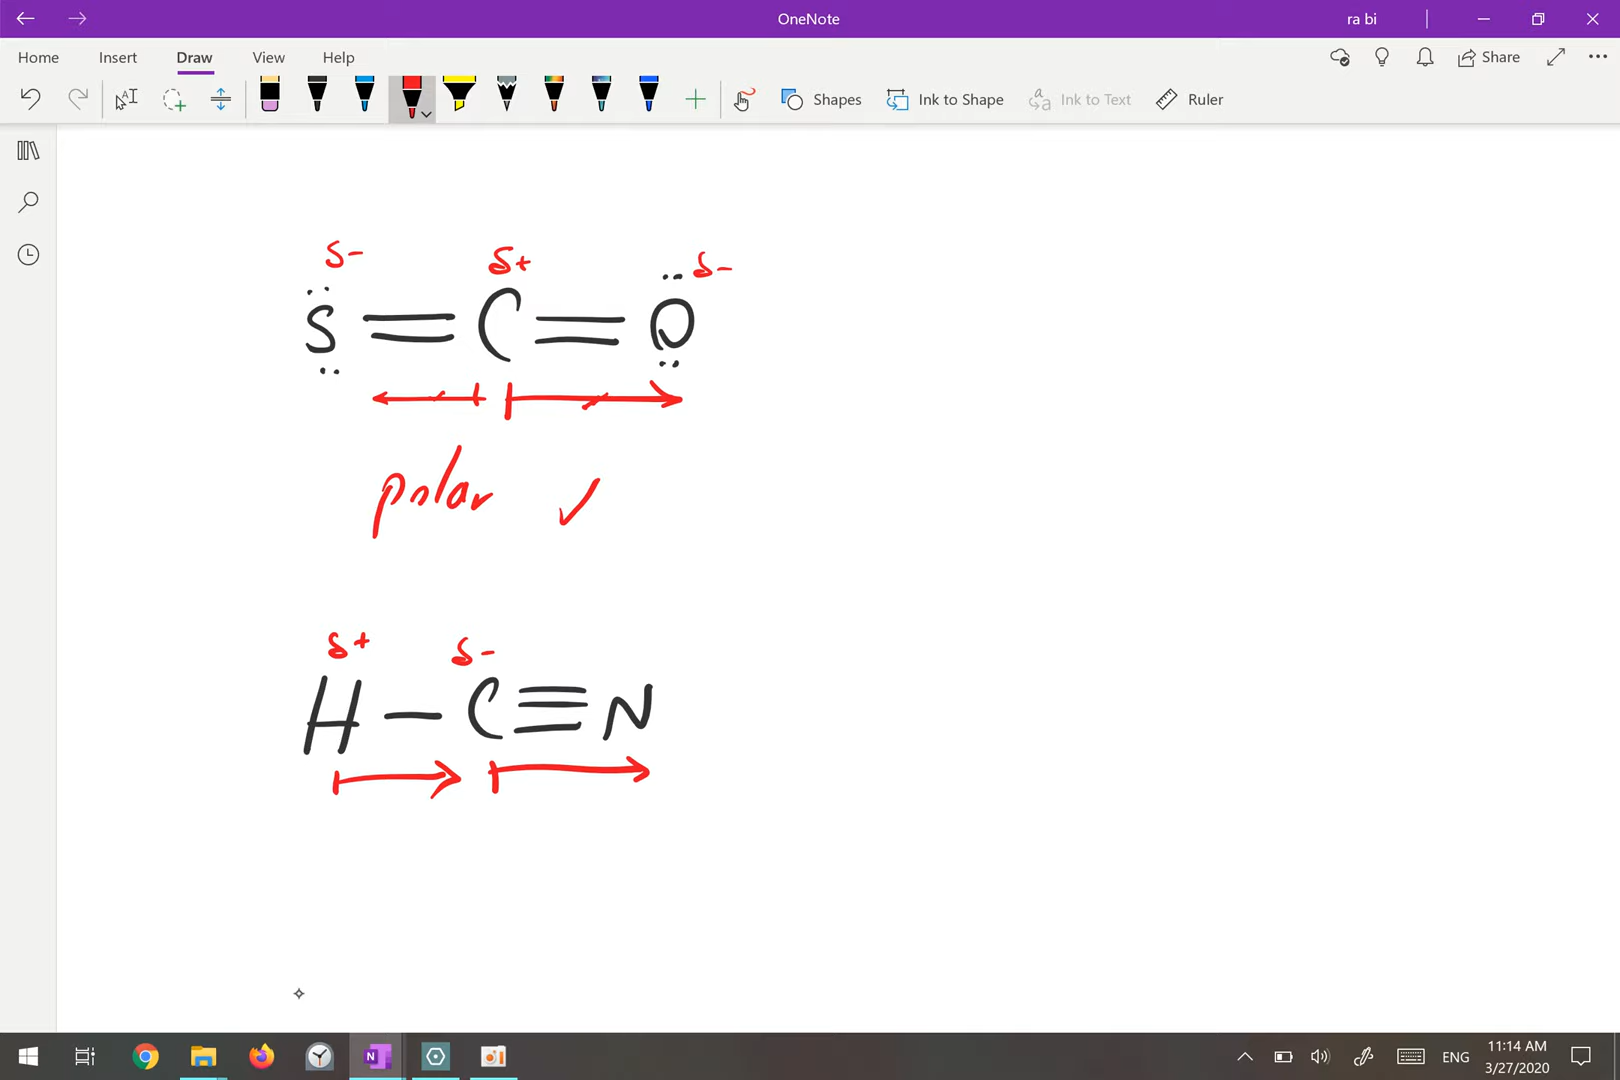 OneNote
ra bi
Home Insert Draw View Help
Share
Shapes
Ink to Shape
Ink to Text
Ruler
δ- δ+ δ-
S = C = O
polar ✓
δ+ δ-
H - C ≡ N
ENG
11:14 AM
3/27/2020